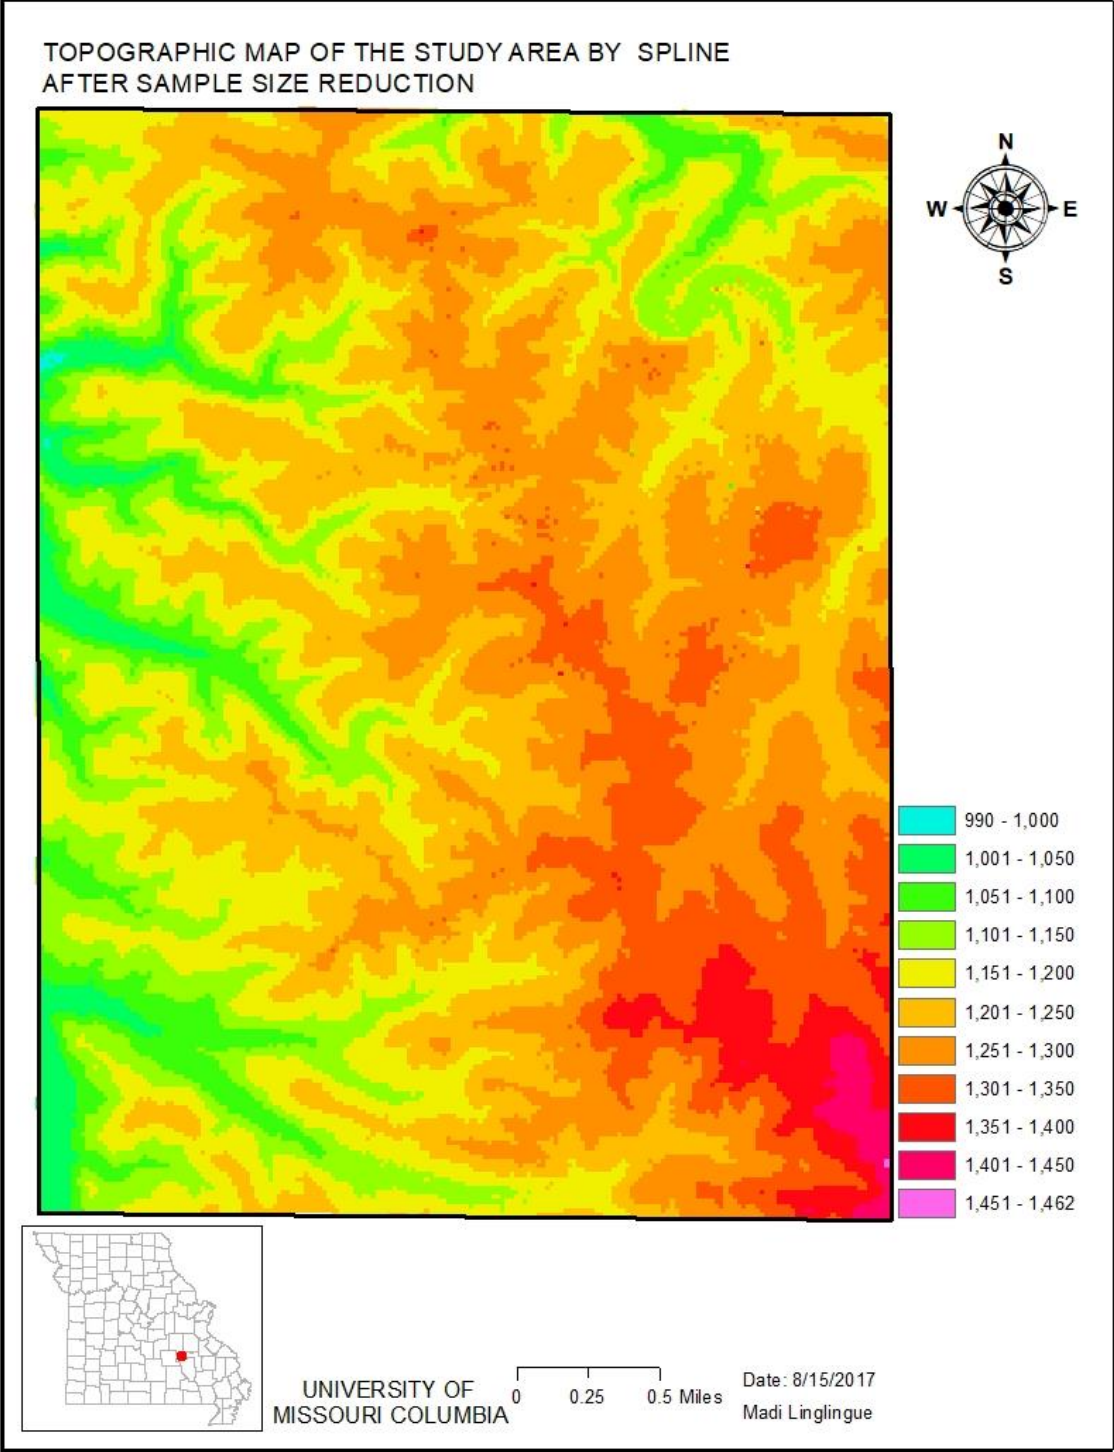 TOPOGRAPHIC MAP OF THE STUDY AREA BY SPLINE
AFTER SAMPLE SIZE REDUCTION
N
W E
S
990 - 1,000
1,001 - 1,050
1,051 - 1,100
1,101 - 1,150
1,151 - 1,200
1,201 - 1,250
1,251 - 1,300
1,301 - 1,350
1,351 - 1,400
1,401 - 1,450
1,451 - 1,462
UNIVERSITY OF
MISSOURI COLUMBIA
0 0.25 0.5 Miles
Date: 8/15/2017
Madi Linglingue